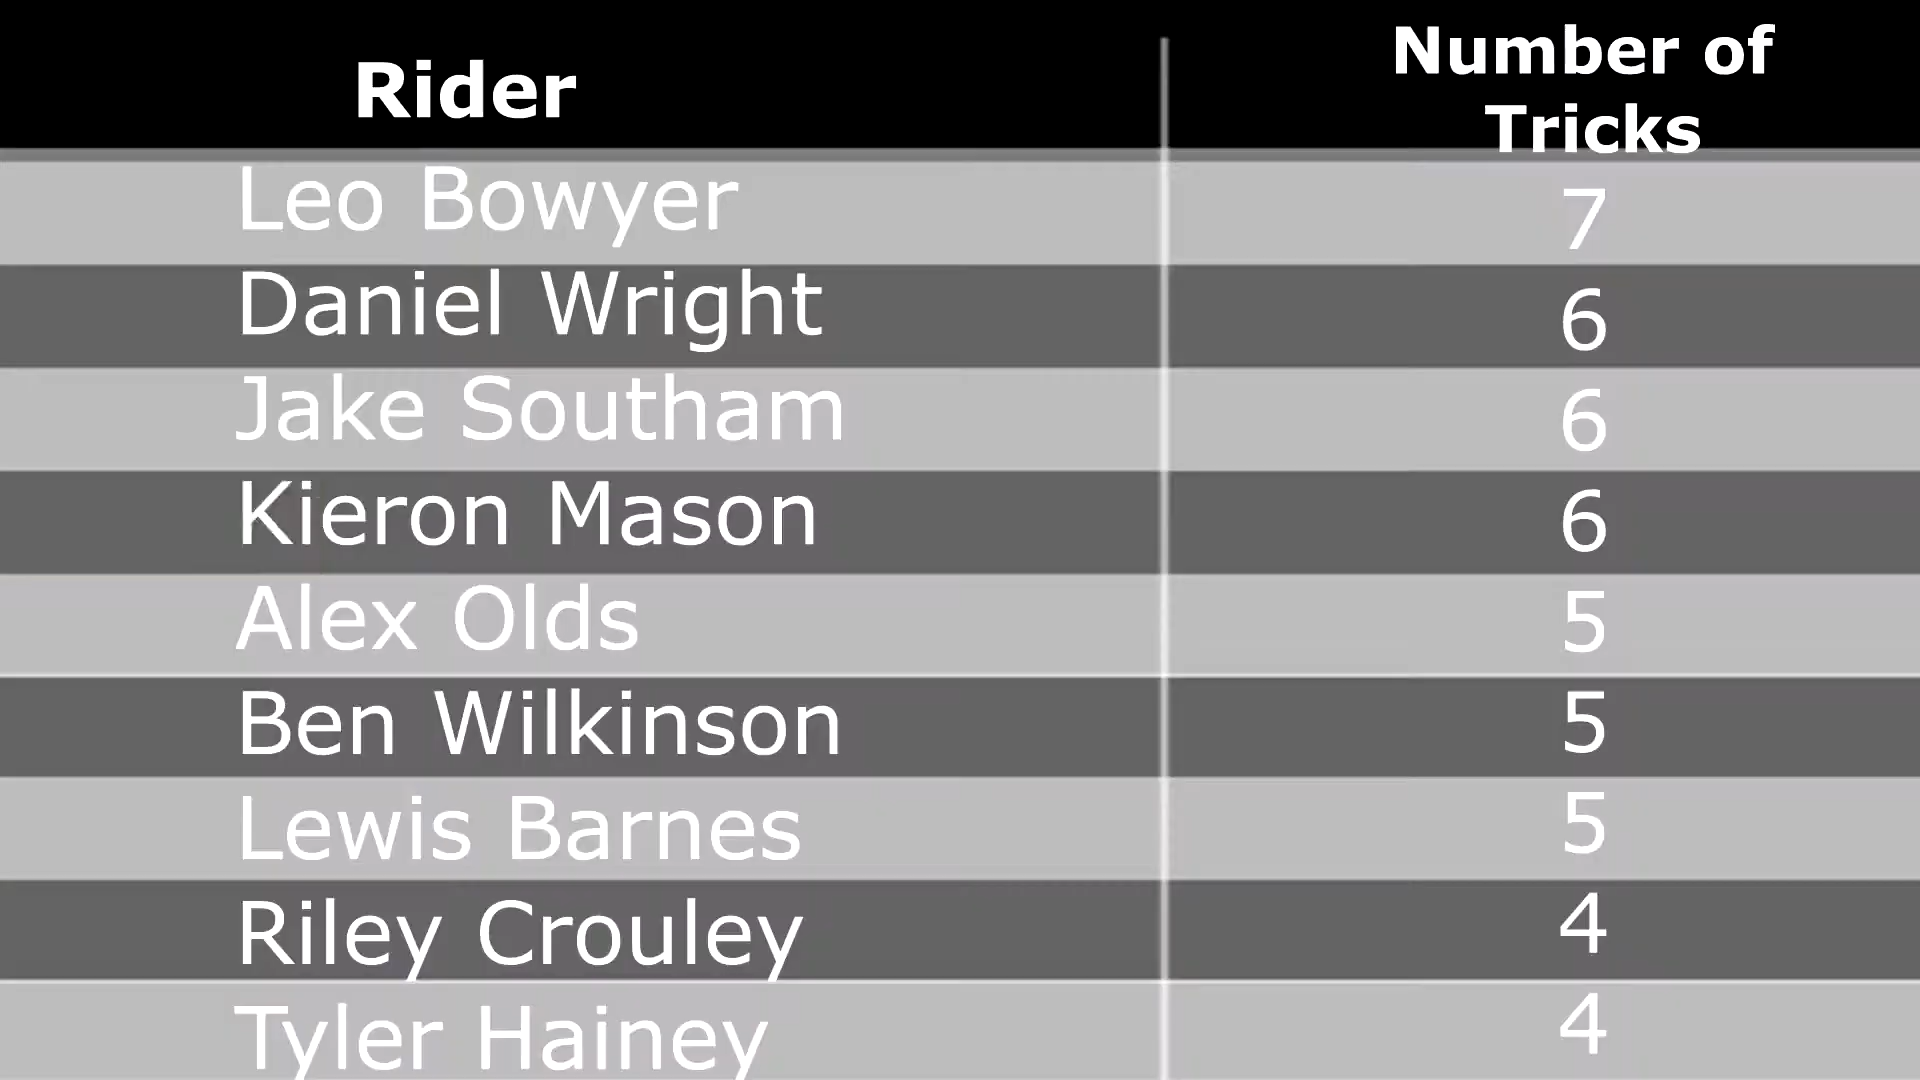 Rider
Number of
Tricks
Leo Bowyer 7
Daniel Wright 6
Jake Southam 6
Kieron Mason 6
Alex Olds 5
Ben Wilkinson 5
Lewis Barnes 5
Riley Crouley 4
Tyler Hainey 4